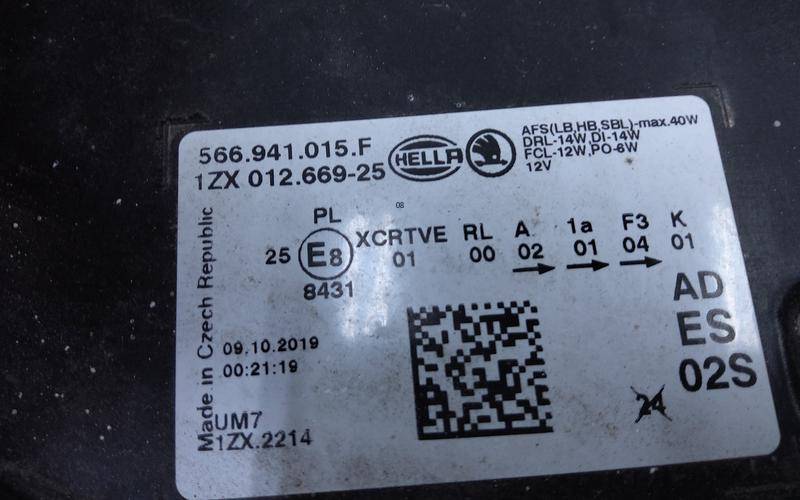 566.941.015.F
1ZX 012.669-25
HELLA
AFS(LB,HB,SBL)-max.40W
DRL-14W,DI-14W
FCL-12W,PO-6W
12V
08
PL
25 E8 XCRTVE RL A 1a F3 K
01 00 02 01 04 01
8431
Made in Czech Republic
09.10.2019
00:21:19
UM7
1ZX.2214
AD
ES
02S
24